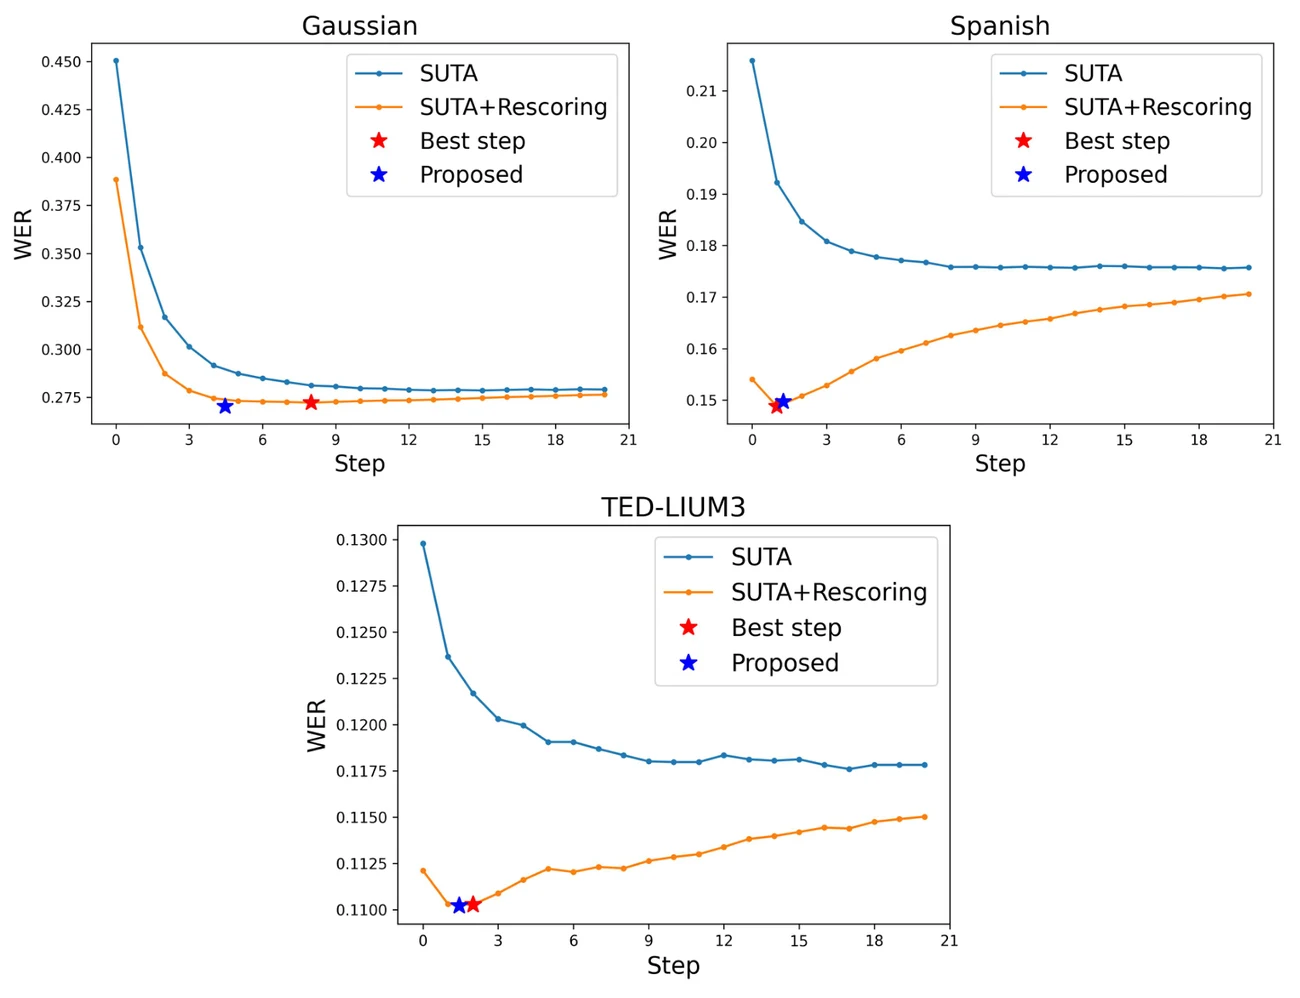 Gaussian
SUTA
SUTA+Rescoring
Best step
Proposed
WER
0.450
0.425
0.400
0.375
0.350
0.325
0.300
0.275
0 3 6 9 12 15 18 21
Step
Spanish
SUTA
SUTA+Rescoring
Best step
Proposed
WER
0.21
0.20
0.19
0.18
0.17
0.16
0.15
0 3 6 9 12 15 18 21
Step
TED-LIUM3
SUTA
SUTA+Rescoring
Best step
Proposed
WER
0.1300
0.1275
0.1250
0.1225
0.1200
0.1175
0.1150
0.1125
0.1100
0 3 6 9 12 15 18 21
Step